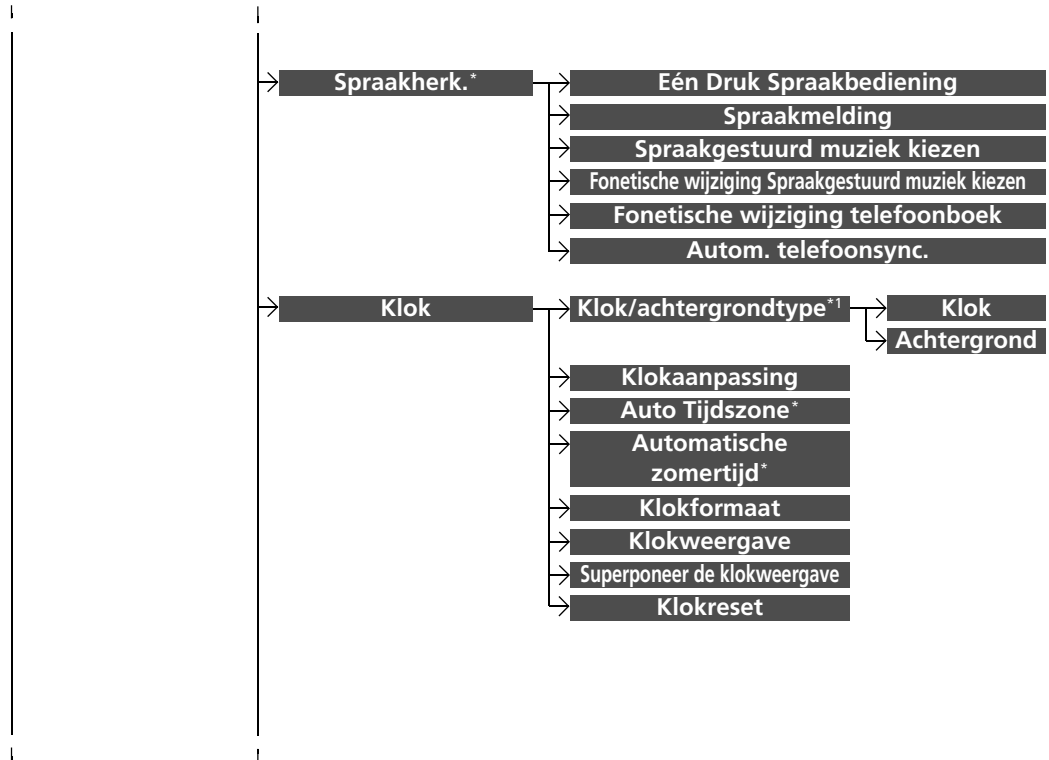 Spraakherk.*
Eén Druk Spraakbediening
Spraakmelding
Spraakgestuurd muziek kiezen
Fonetische wijziging Spraakgestuurd muziek kiezen
Fonetische wijziging telefoonboek
Autom. telefoonsync.
Klok
Klok/achtergrondtype*1
Klok
Achtergrond
Klokaanpassing
Auto Tijdszone*
Automatische
zomertijd*
Klokformaat
Klokweergave
Superponeer de klokweergave
Klokreset